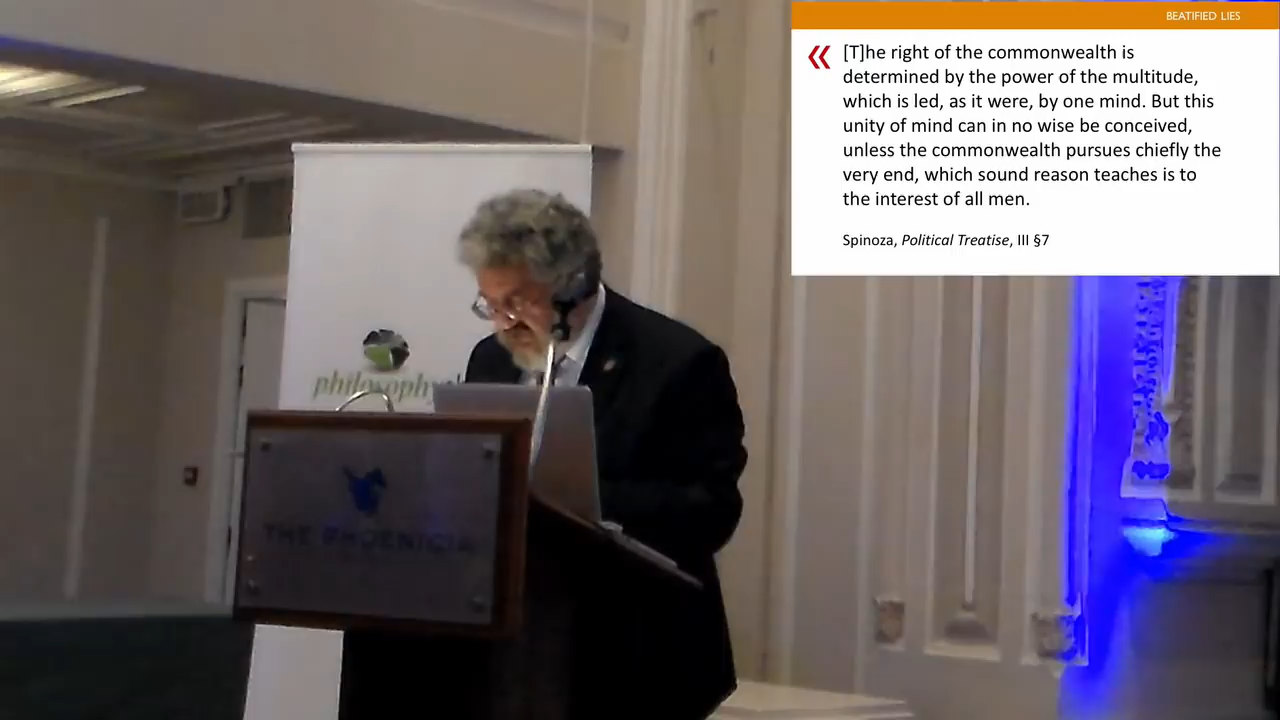 BEATIFIED LIES
« [T]he right of the commonwealth is
determined by the power of the multitude,
which is led, as it were, by one mind. But this
unity of mind can in no wise be conceived,
unless the commonwealth pursues chiefly the
very end, which sound reason teaches is to
the interest of all men.
Spinoza, Political Treatise, III §7
philosophy
THE PHOENICIA